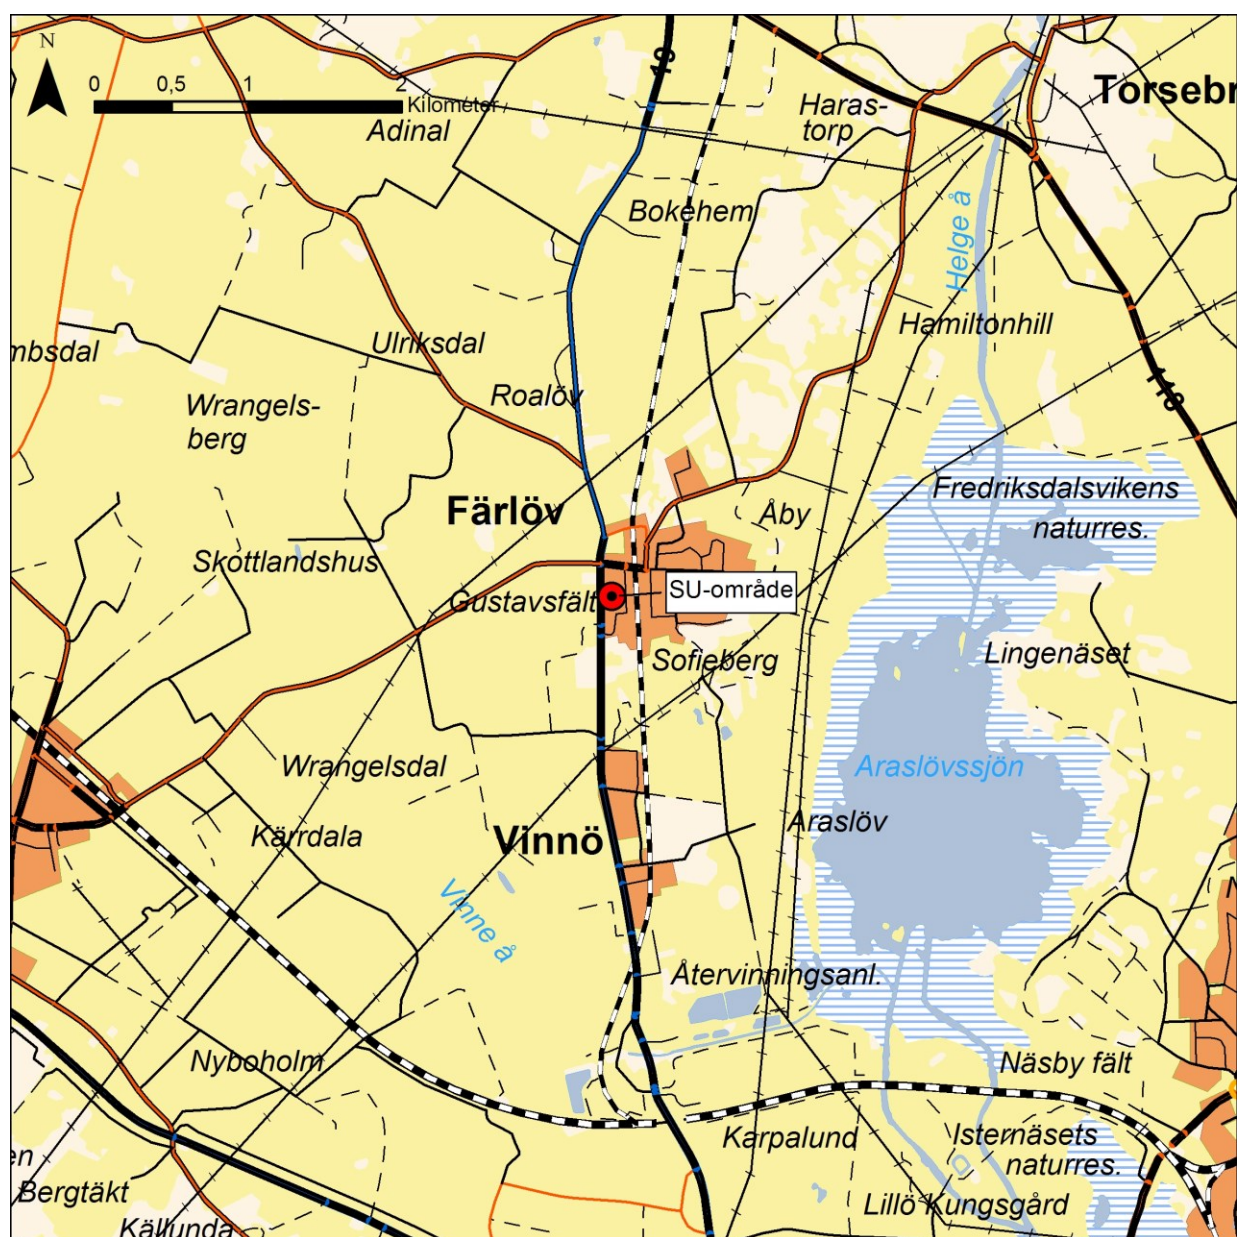 N
0 0,5 1 2
Kilometer
19
Torsebr
Adinal
Haras-
torp
Bokehem
Helge å
Hamiltonhill
mbsdal
Ulriksdal
Roalöv
118
Wrangels-
berg
Färlöv
Åby
Fredriksdalsvikens
naturres.
Skottlandshus
Gustavsfält
SU-område
Sofieberg
Lingenäset
Wrangelsdal
Araslövssjön
Kärrdala
Vinnö
Araslöv
Vinne å
Återvinningsanl.
Nyboholm
Näsby fält
Karpalund
Isternäsets
naturres.
en
Bergtäkt
Lillö Kungsgård
Källunda